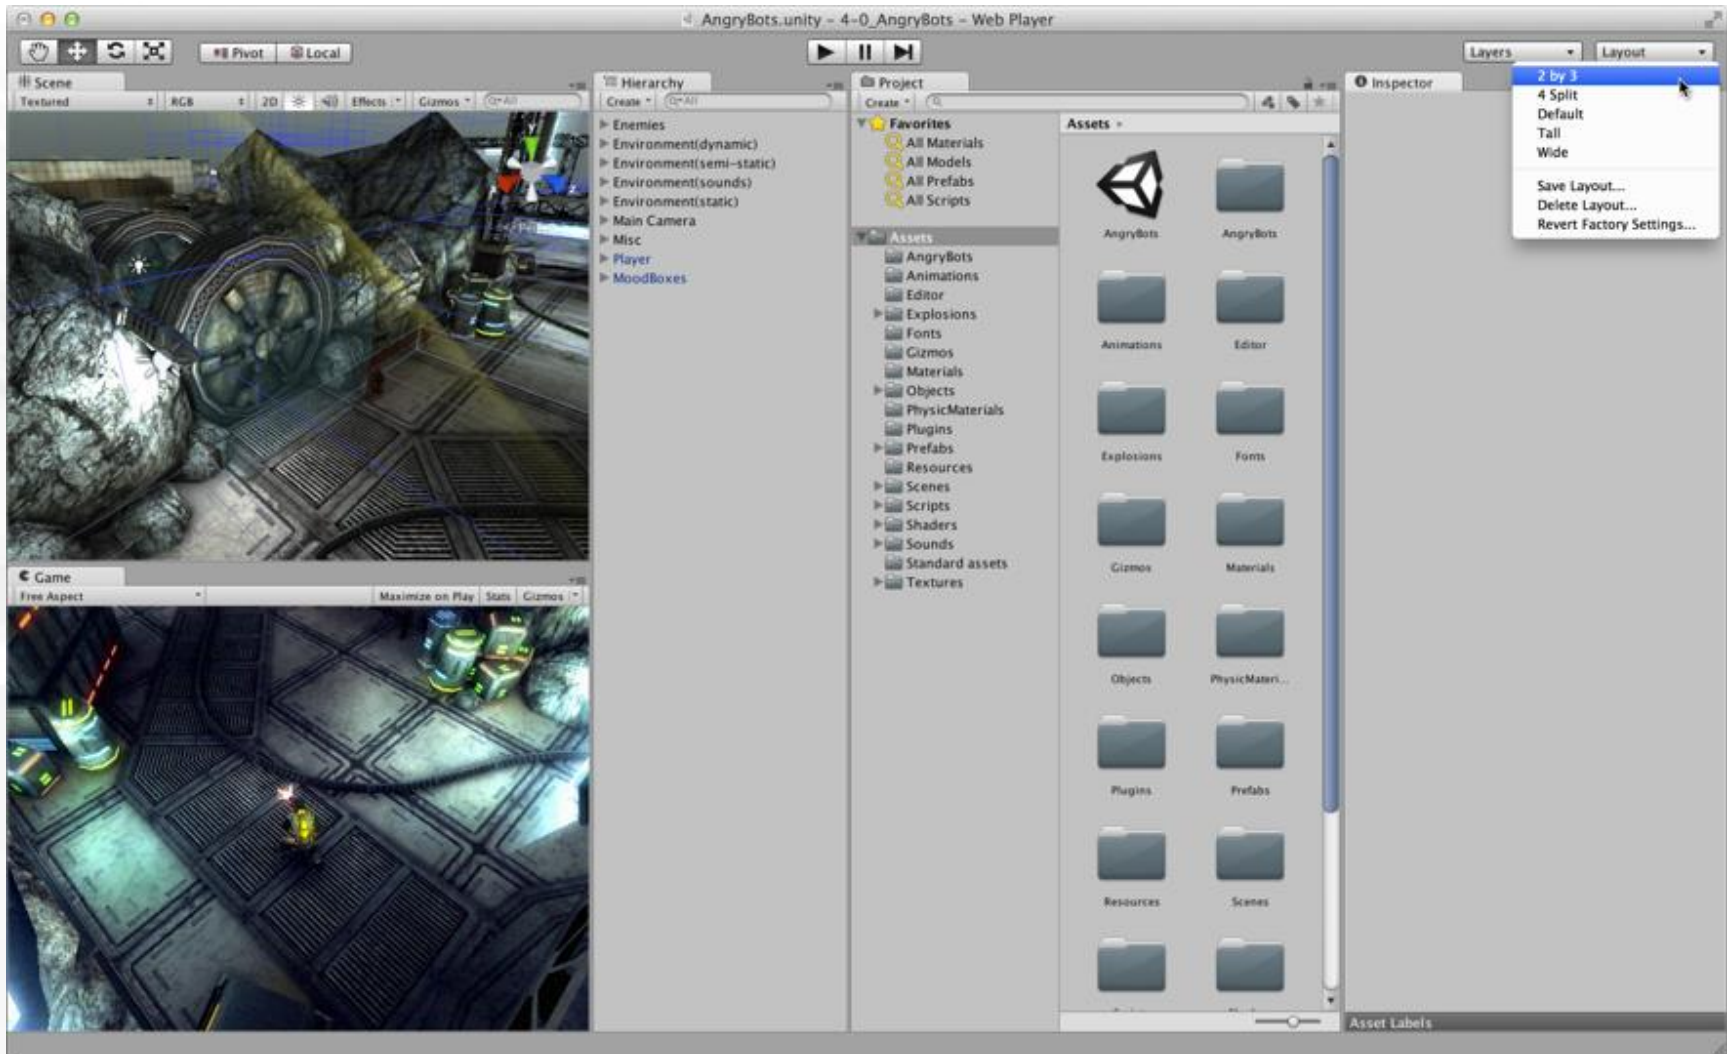 AngryBots.unity – 4–0_AngryBots – Web Player
Pivot
Local
Layers
Layout
2 by 3
4 Split
Default
Tall
Wide
Save Layout...
Delete Layout...
Revert Factory Settings...
Scene
Textured
RGB
2D
Effects
Gizmos
All
Hierarchy
Create
All
Enemies
Environment(dynamic)
Environment(semi-static)
Environment(sounds)
Environment(static)
Main Camera
Misc
Player
MoodBoxes
Project
Create
Favorites
All Materials
All Models
All Prefabs
All Scripts
Assets
AngryBots
Animations
Editor
Explosions
Fonts
Gizmos
Materials
Objects
PhysicMaterials
Plugins
Prefabs
Resources
Scenes
Scripts
Shaders
Sounds
Standard assets
Textures
Assets
AngryBots
AngryBots
Animations
Editor
Explosions
Fonts
Gizmos
Materials
Objects
PhysicMateri...
Plugins
Prefabs
Resources
Scenes
Inspector
Asset Labels
Game
Free Aspect
Maximize on Play
Stats
Gizmos